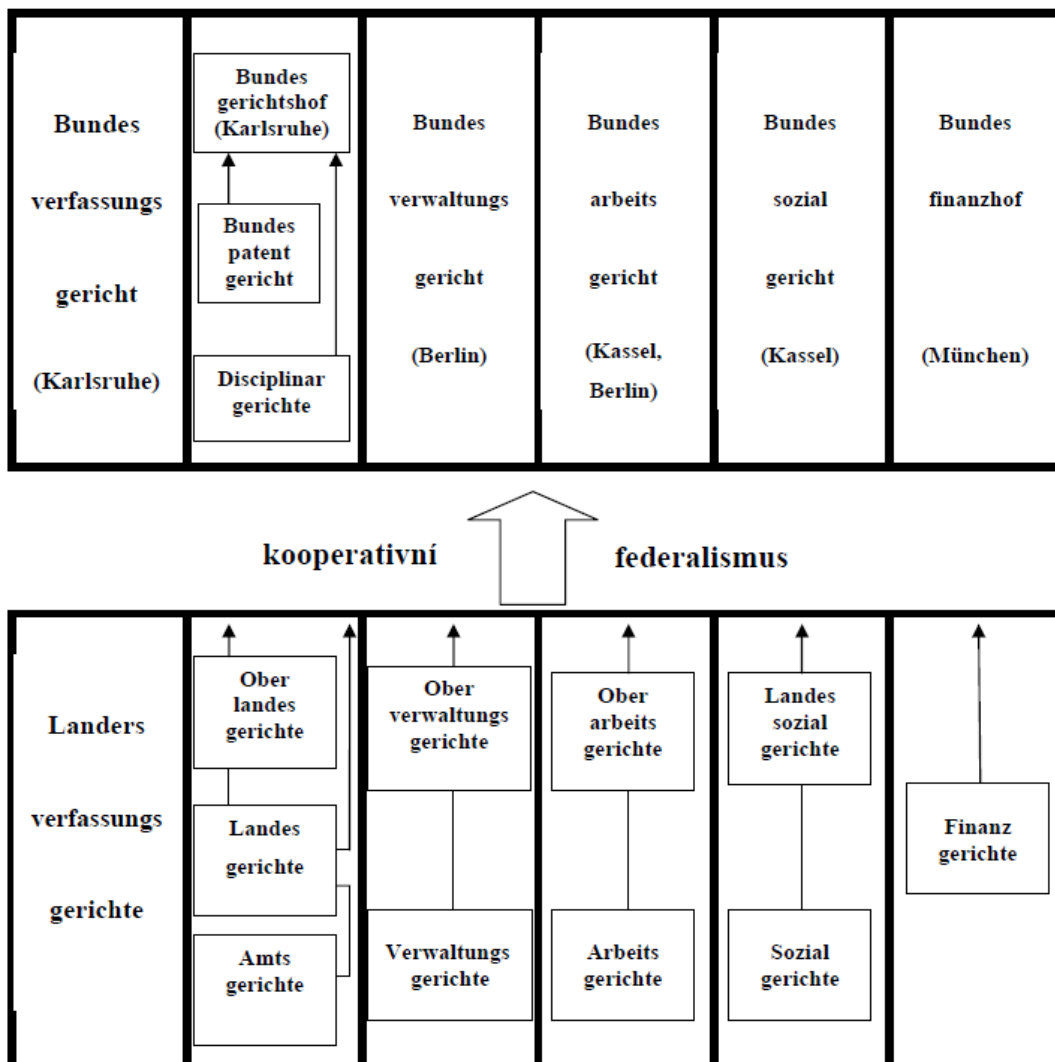 Bundes
verfassungs
gericht
(Karlsruhe)
Bundes
gerichtshof
(Karlsruhe)
Bundes
patent
gericht
Disciplinar
gerichte
Bundes
verwaltungs
gericht
(Berlin)
Bundes
arbeits
gericht
(Kassel,
Berlin)
Bundes
sozial
gericht
(Kassel)
Bundes
finanzhof
(München)
kooperativní federalismus
Landers
verfassungs
gerichte
Ober
landes
gerichte
Landes
gerichte
Amts
gerichte
Ober
verwaltungs
gerichte
Verwaltungs
gerichte
Ober
arbeits
gerichte
Arbeits
gerichte
Landes
sozial
gerichte
Sozial
gerichte
Finanz
gerichte